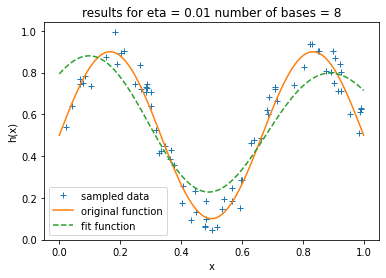 results for eta = 0.01 number of bases = 8
h(x)
1.0
0.8
0.6
0.4
0.2
0.0
sampled data
original function
fit function
0.0 0.2 0.4 0.6 0.8 1.0
x